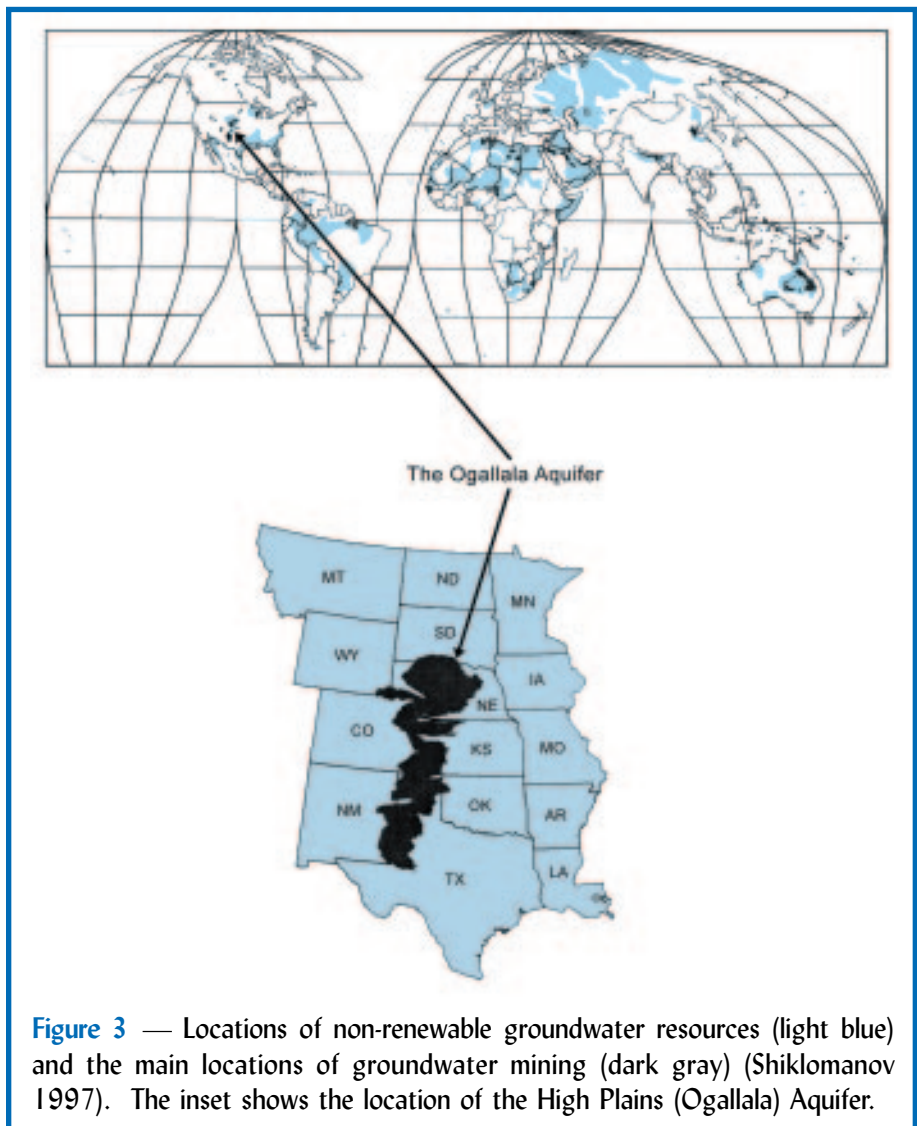 The Ogallala Aquifer
MT
ND
MN
SD
WY
IA
NE
CO
KS
MO
NM
OK
AR
TX
LA
Figure 3 — Locations of non-renewable groundwater resources (light blue)
and the main locations of groundwater mining (dark gray) (Shiklomanov
1997). The inset shows the location of the High Plains (Ogallala) Aquifer.